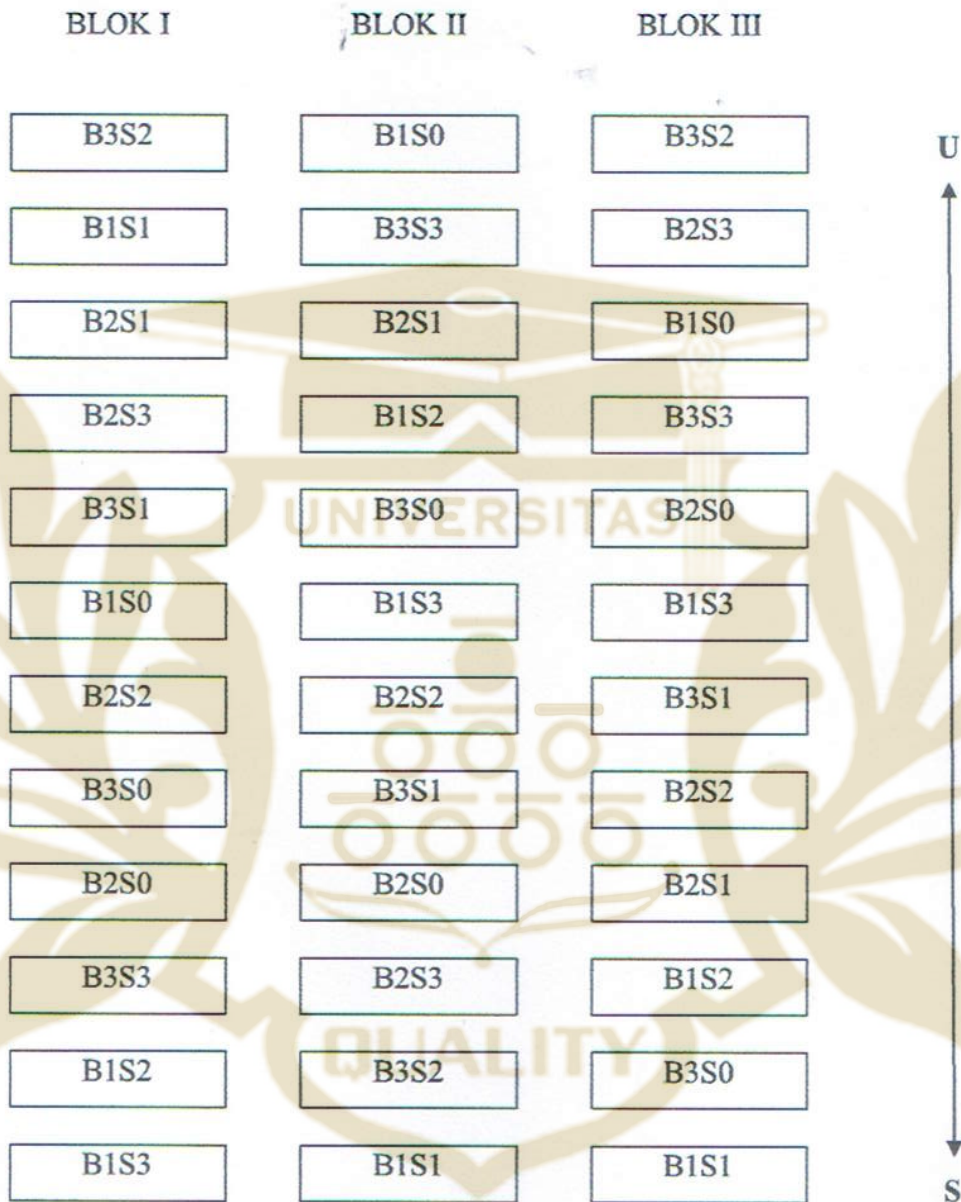 BLOK I BLOK II BLOK III
B3S2 B1S0 B3S2
U
B1S1 B3S3 B2S3
B2S1 B2S1 B1S0
B2S3 B1S2 B3S3
B3S1 B3S0 B2S0
UNIVERSITAS
B1S0 B1S3 B1S3
B2S2 B2S2 B3S1
B3S0 B3S1 B2S2
B2S0 B2S0 B2S1
B3S3 B2S3 B1S2
QUALITY
B1S2 B3S2 B3S0
B1S3 B1S1 B1S1
S